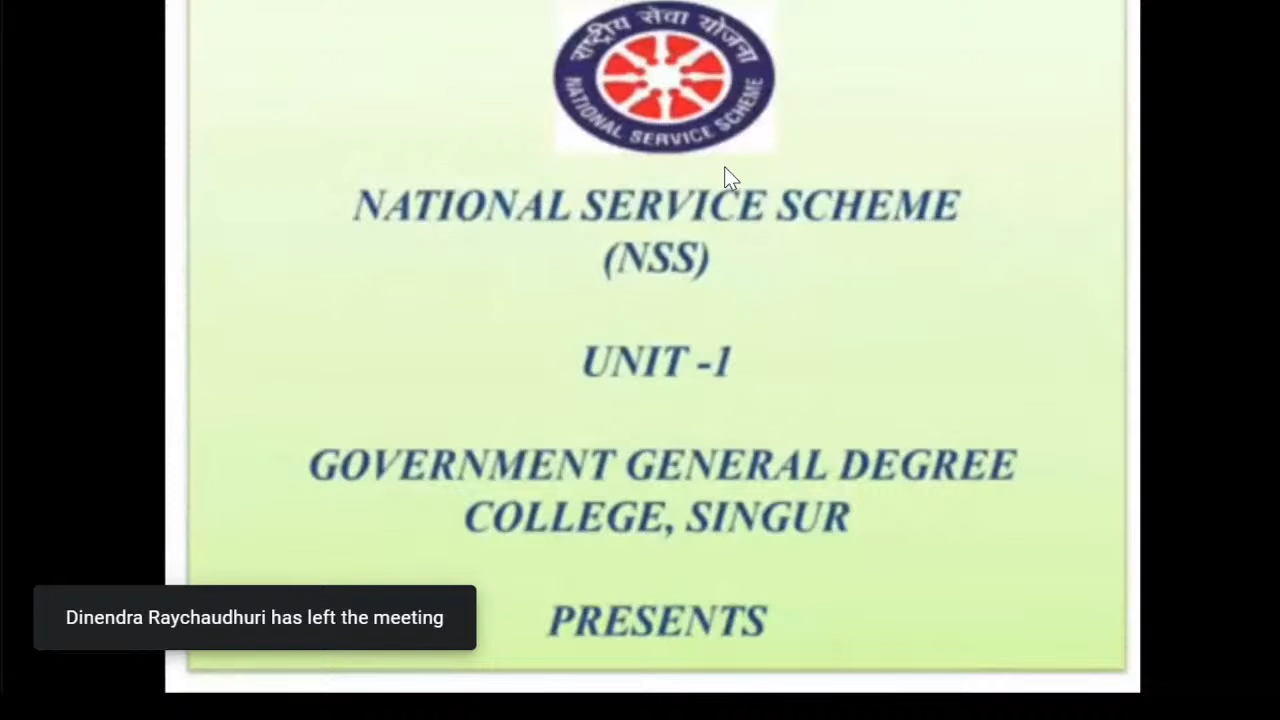 राष्ट्रीय सेवा योजना
NATIONAL SERVICE SCHEME
NATIONAL SERVICE SCHEME
(NSS)
UNIT -1
GOVERNMENT GENERAL DEGREE
COLLEGE, SINGUR
PRESENTS
Dinendra Raychaudhuri has left the meeting